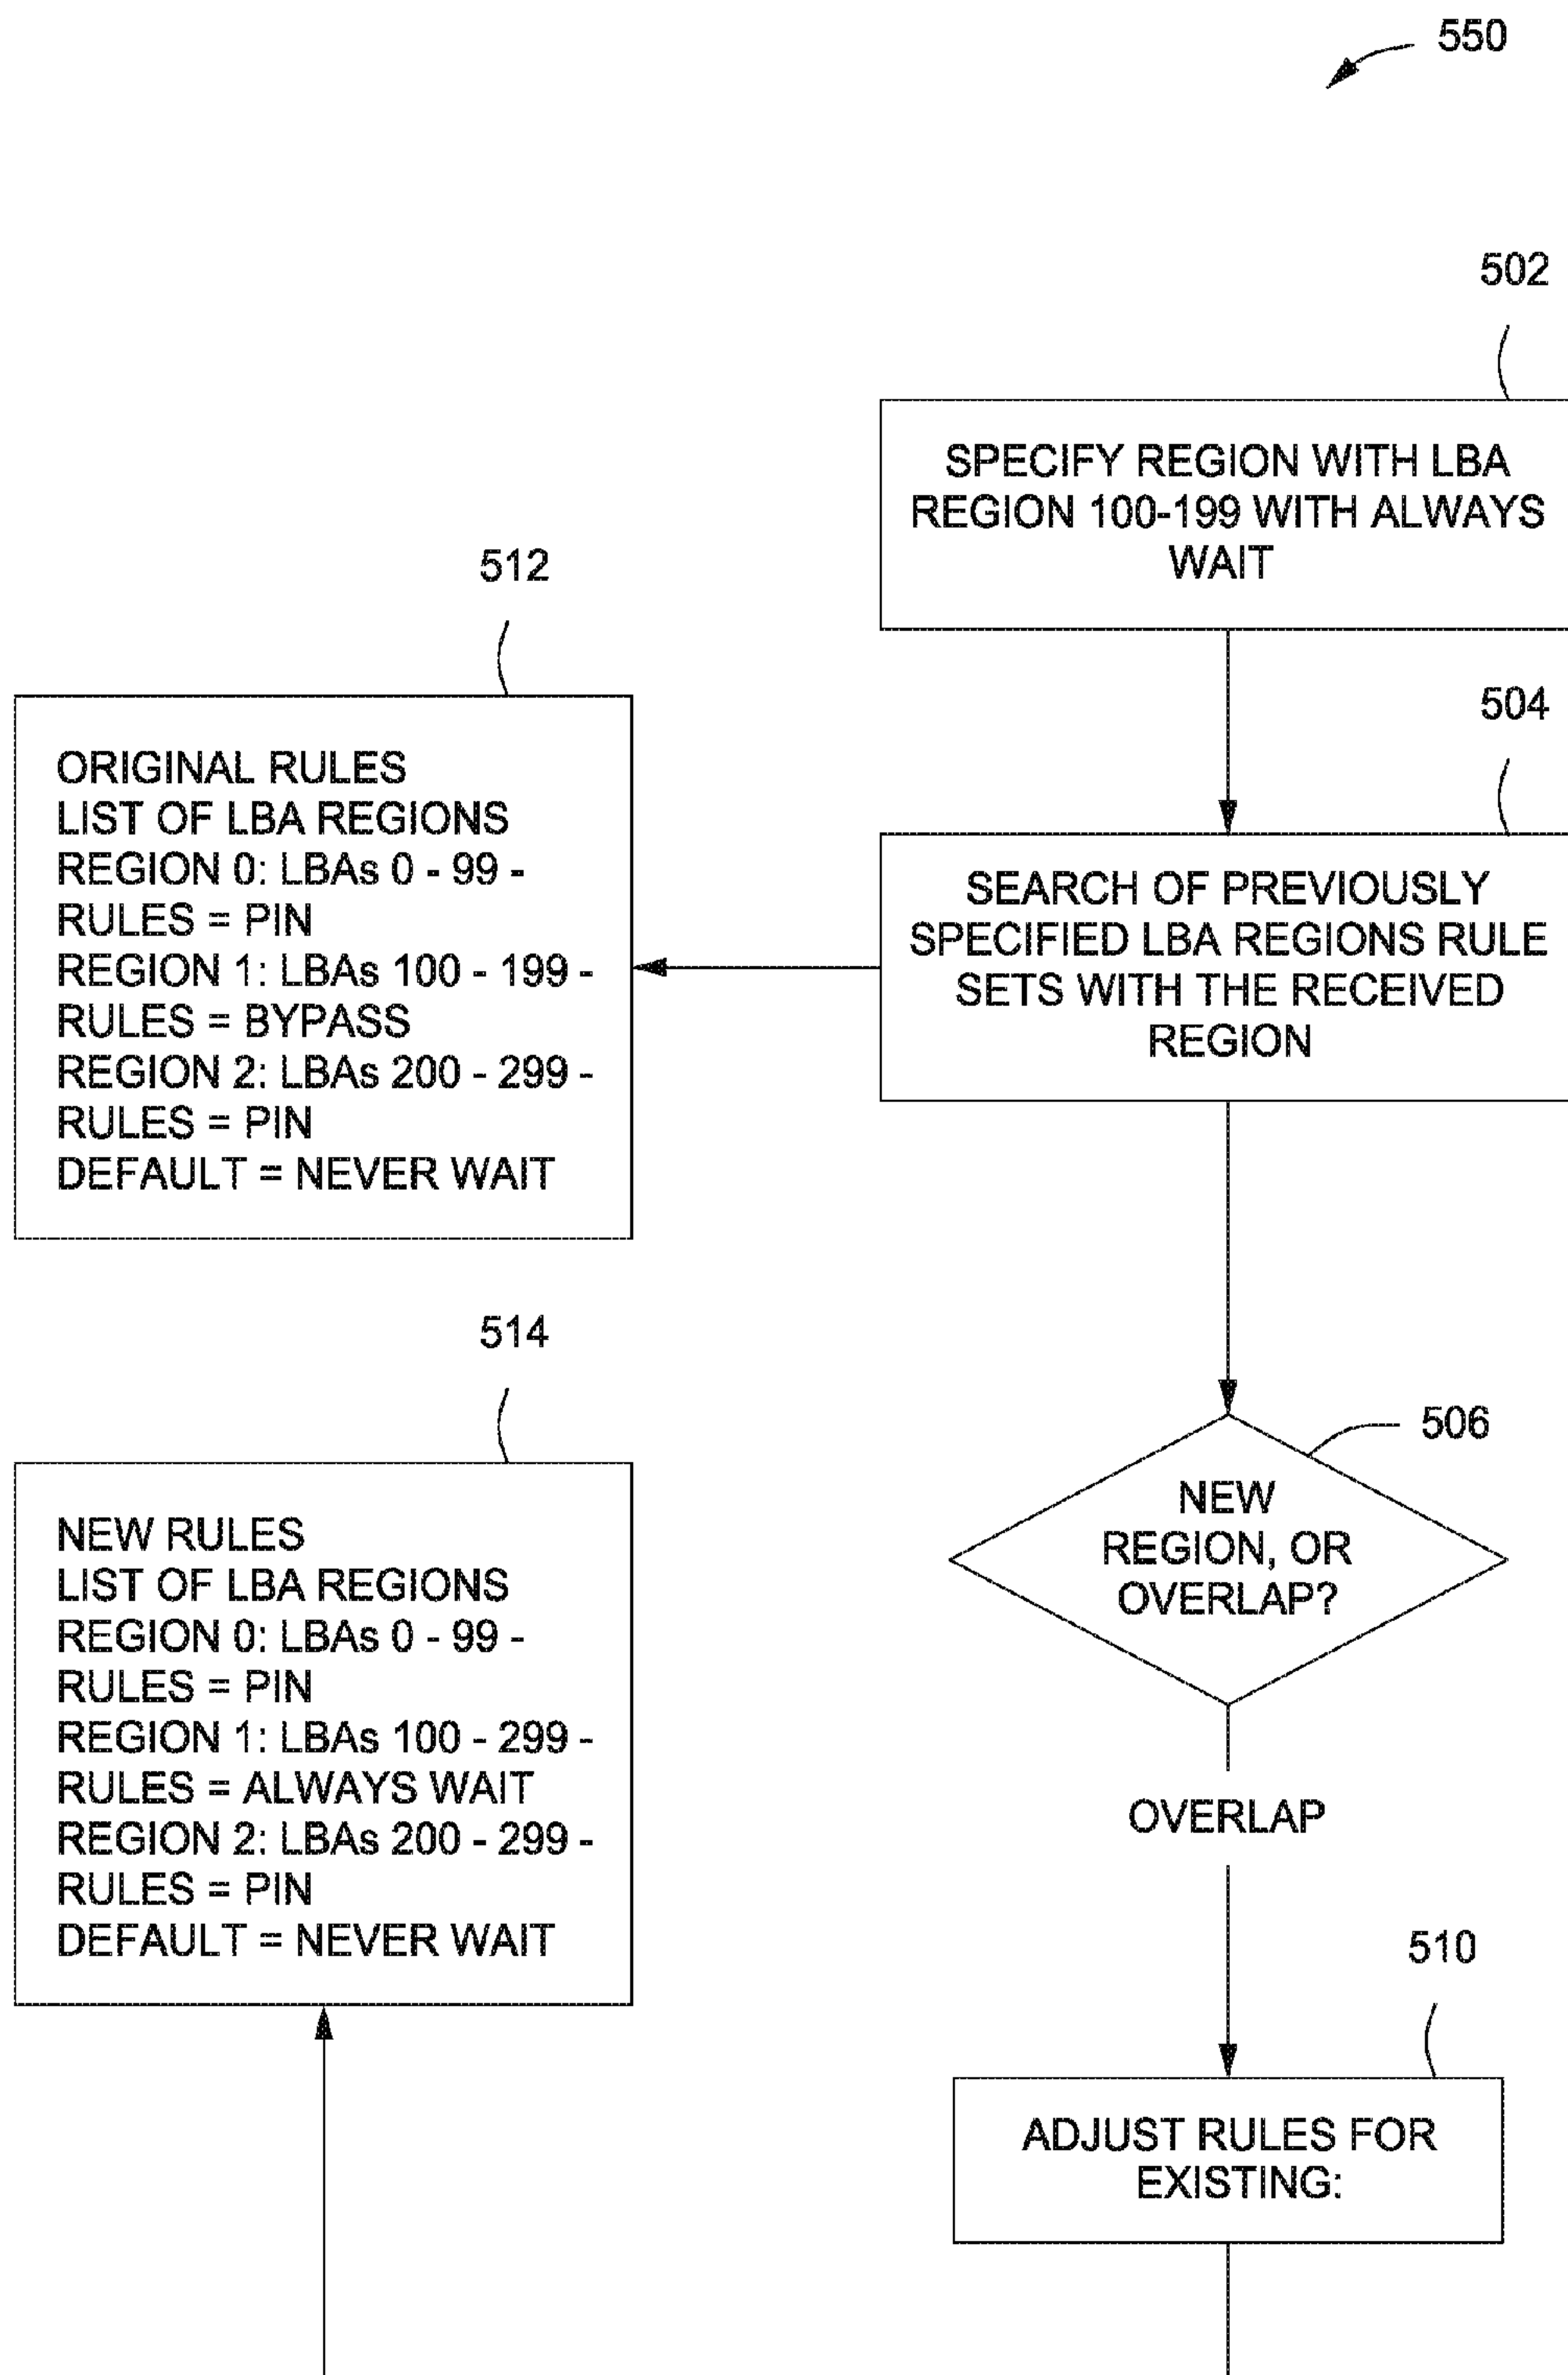 550
502
SPECIFY REGION WITH LBA
REGION 100-199 WITH ALWAYS
WAIT
512
ORIGINAL RULES
LIST OF LBA REGIONS
REGION 0: LBAs 0 - 99 -
RULES = PIN
REGION 1: LBAs 100 - 199 -
RULES = BYPASS
REGION 2: LBAs 200 - 299 -
RULES = PIN
DEFAULT = NEVER WAIT
504
SEARCH OF PREVIOUSLY
SPECIFIED LBA REGIONS RULE
SETS WITH THE RECEIVED
REGION
514
NEW RULES
LIST OF LBA REGIONS
REGION 0: LBAs 0 - 99 -
RULES = PIN
REGION 1: LBAs 100 - 299 -
RULES = ALWAYS WAIT
REGION 2: LBAs 200 - 299 -
RULES = PIN
DEFAULT = NEVER WAIT
506
NEW
REGION, OR
OVERLAP?
OVERLAP
510
ADJUST RULES FOR
EXISTING: